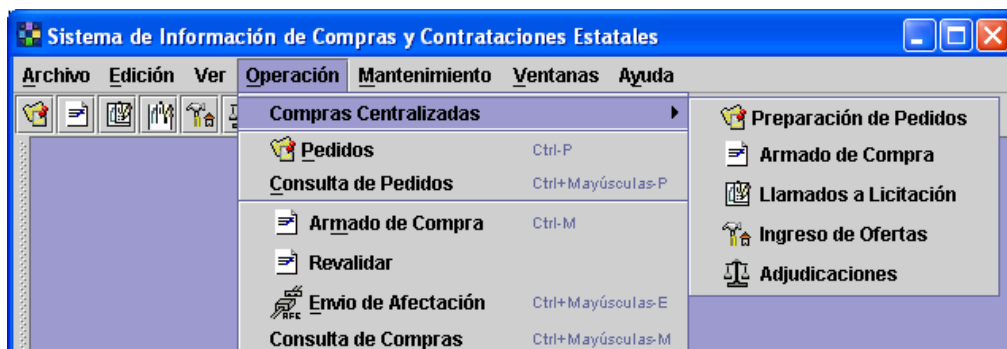 Sistema de Información de Compras y Contrataciones Estatales
Archivo Edición Ver Operación Mantenimiento Ventanas Ayuda
Compras Centralizadas
Pedidos Ctrl-P
Consulta de Pedidos Ctrl+Mayúsculas-P
Armado de Compra Ctrl-M
Revalidar
Envio de Afectación Ctrl+Mayúsculas-E
Consulta de Compras Ctrl+Mayúsculas-M
Preparación de Pedidos
Armado de Compra
Llamados a Licitación
Ingreso de Ofertas
Adjudicaciones